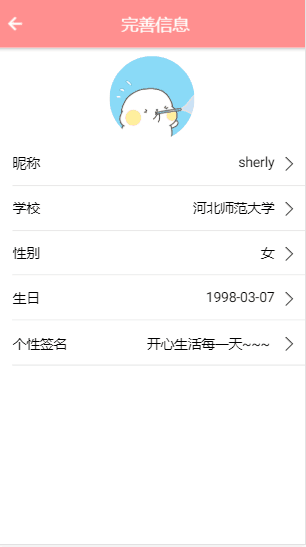 完善信息
昵称 sherly
学校 河北师范大学
性别 女
生日 1998-03-07
个性签名 开心生活每一天~~~